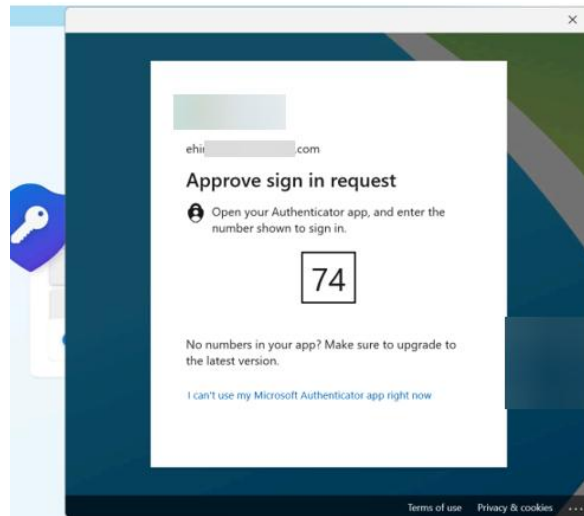 ehi .com
Approve sign in request
Open your Authenticator app, and enter the
number shown to sign in.
74
No numbers in your app? Make sure to upgrade to
the latest version.
I can't use my Microsoft Authenticator app right now
Terms of use Privacy & cookies ...